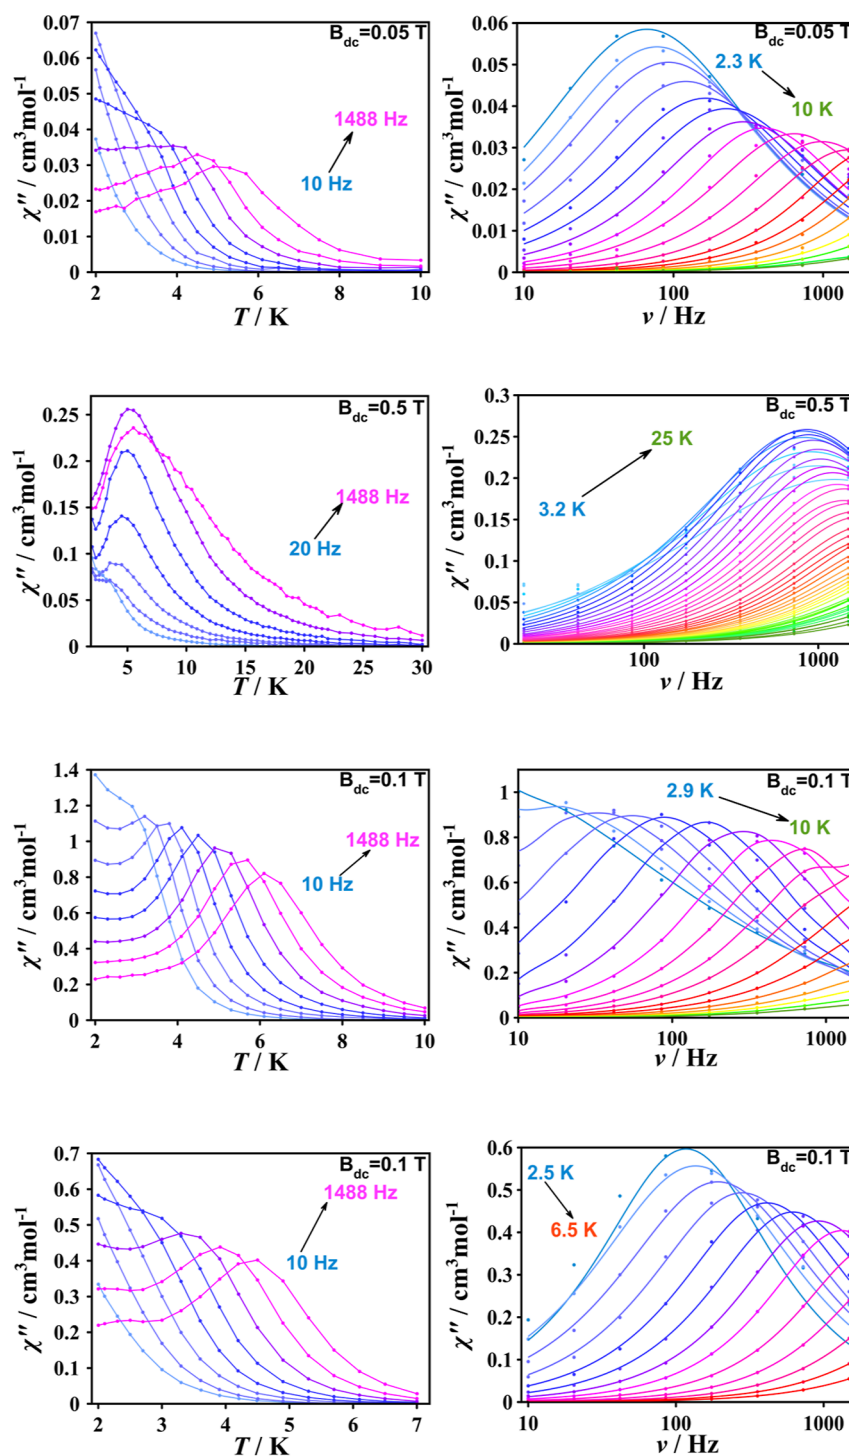 0.07
0.06
0.05
0.04
0.03
0.02
0.01
0
χ″ / cm³mol⁻¹
B_dc=0.05 T
1488 Hz
10 Hz
2 4 6 8 10
T / K
0.06
0.05
0.04
0.03
0.02
0.01
0
χ″ / cm³mol⁻¹
B_dc=0.05 T
2.3 K
10 K
10 100 1000
ν / Hz
0.25
0.2
0.15
0.1
0.05
0
χ″ / cm³mol⁻¹
B_dc=0.5 T
1488 Hz
20 Hz
5 10 15 20 25 30
T / K
0.3
0.25
0.2
0.15
0.1
0.05
0
χ″ / cm³mol⁻¹
B_dc=0.5 T
25 K
3.2 K
100 1000
ν / Hz
1.4
1.2
1
0.8
0.6
0.4
0.2
0
χ″ / cm³mol⁻¹
B_dc=0.1 T
1488 Hz
10 Hz
2 4 6 8 10
T / K
1
0.8
0.6
0.4
0.2
0
χ″ / cm³mol⁻¹
B_dc=0.1 T
2.9 K
10 K
10 100 1000
ν / Hz
0.7
0.6
0.5
0.4
0.3
0.2
0.1
0
χ″ / cm³mol⁻¹
B_dc=0.1 T
1488 Hz
10 Hz
2 3 4 5 6 7
T / K
0.6
0.5
0.4
0.3
0.2
0.1
0
χ″ / cm³mol⁻¹
B_dc=0.1 T
2.5 K
6.5 K
10 100 1000
ν / Hz